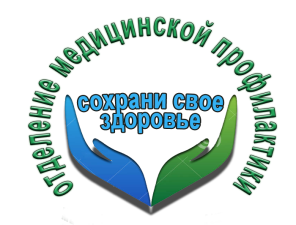 отделение медицинской профилактики
сохрани свое
здоровье